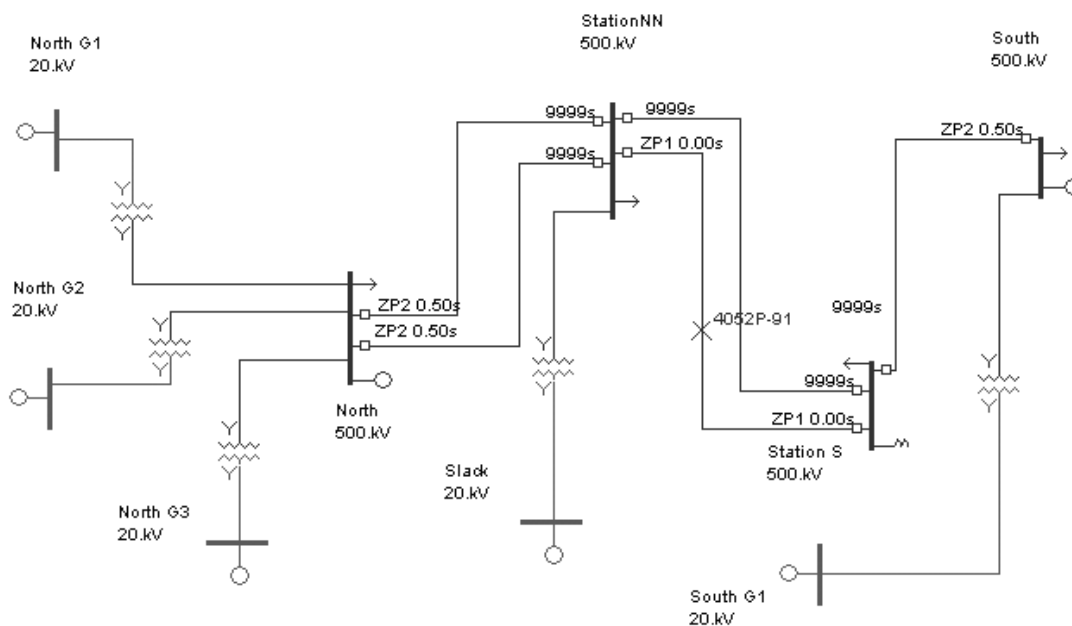 StationNN
500.kV
North G1
20.kV
South
500.kV
9999s
9999s
ZP2 0.50s
9999s
ZP1 0.00s
North G2
20.kV
ZP2 0.50s
ZP2 0.50s
9999s
4052P-91
9999s
North
500.kV
ZP1 0.00s
Station S
500.kV
Slack
20.kV
North G3
20.kV
South G1
20.kV